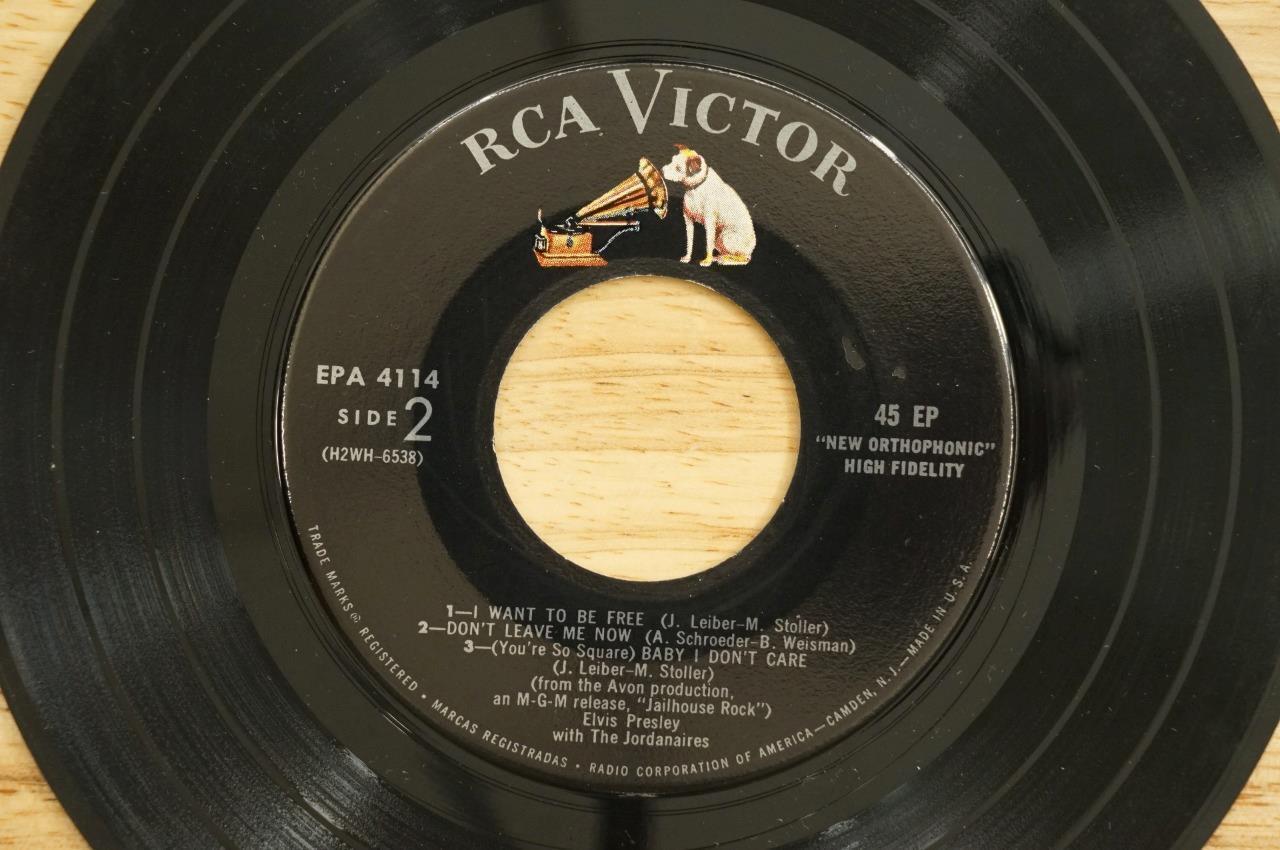 RCA VICTOR
EPA 4114
SIDE 2
(H2WH-6538)
45 EP
"NEW ORTHOPHONIC"
HIGH FIDELITY
1—I WANT TO BE FREE (J. Leiber-M. Stoller)
2—DON'T LEAVE ME NOW (A. Schroeder-B. Weisman)
3—(You're So Square) BABY I DON'T CARE
(J. Leiber-M. Stoller)
(from the Avon production,
an M-G-M release, "Jailhouse Rock")
Elvis Presley
with The Jordanaires
TRADE MARKS ® REGISTERED • MARCAS REGISTRADAS • RADIO CORPORATION OF AMERICA—CAMDEN, N. J.—MADE IN U. S. A.